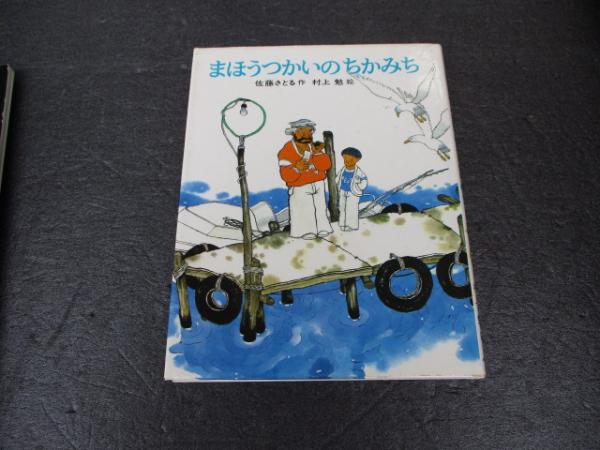 まほうつかいのちかみち
佐藤さとる 作 村上 勉 絵